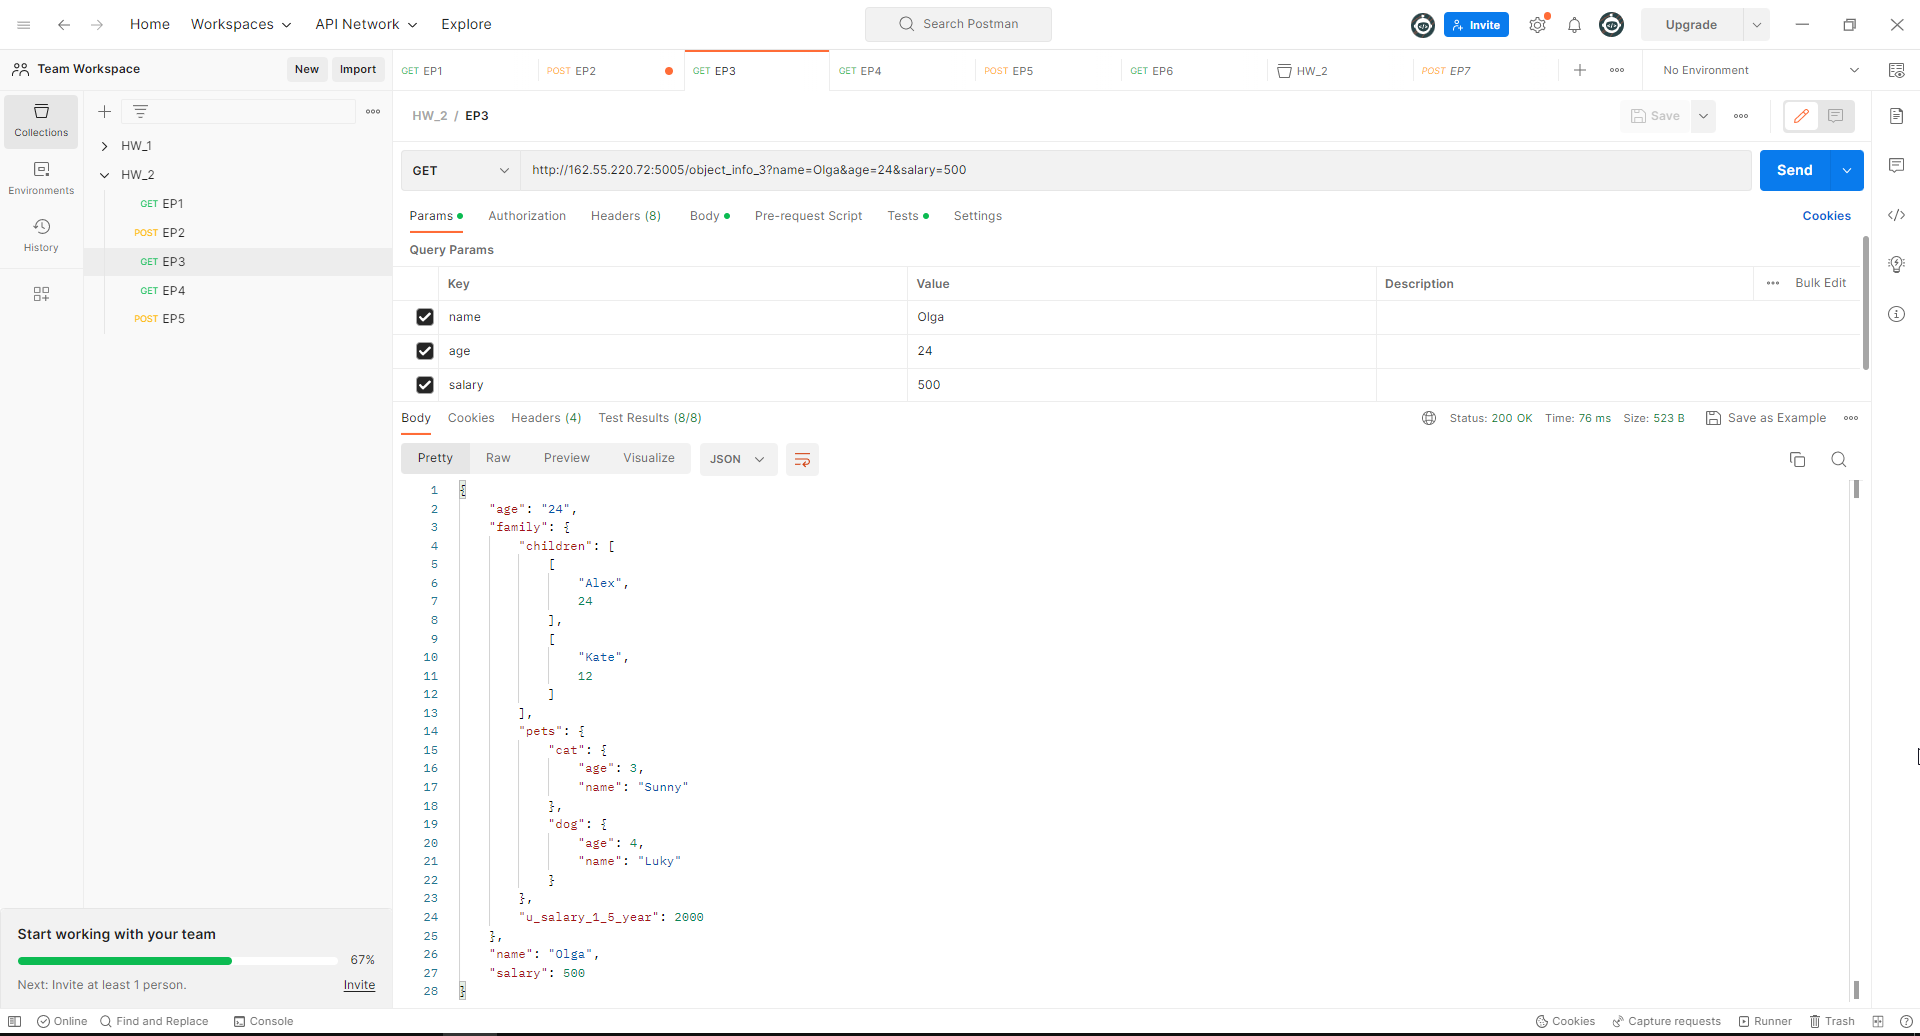 Home Workspaces API Network Explore Search Postman Invite Upgrade
Team Workspace New Import GET EP1 POST EP2 GET EP3 GET EP4 POST EP5 GET EP6 HW_2 POST EP7 No Environment
Collections
Environments
History
HW_1
HW_2
GET EP1
POST EP2
GET EP3
GET EP4
POST EP5
HW_2 / EP3 Save
GET http://162.55.220.72:5005/object_info_3?name=Olga&age=24&salary=500 Send
Params Authorization Headers (8) Body Pre-request Script Tests Settings Cookies
Query Params
Key Value Description Bulk Edit
name Olga
age 24
salary 500
Body Cookies Headers (4) Test Results (8/8) Status: 200 OK Time: 76 ms Size: 523 B Save as Example
Pretty Raw Preview Visualize JSON
1 {
2 "age": "24",
3 "family": {
4 "children": [
5 [
6 "Alex",
7 24
8 ],
9 [
10 "Kate",
11 12
12 ]
13 ],
14 "pets": {
15 "cat": {
16 "age": 3,
17 "name": "Sunny"
18 },
19 "dog": {
20 "age": 4,
21 "name": "Luky"
22 }
23 },
24 "u_salary_1_5_year": 2000
25 },
26 "name": "Olga",
27 "salary": 500
28 }
Start working with your team
67%
Next: Invite at least 1 person. Invite
Online Find and Replace Console Cookies Capture requests Runner Trash